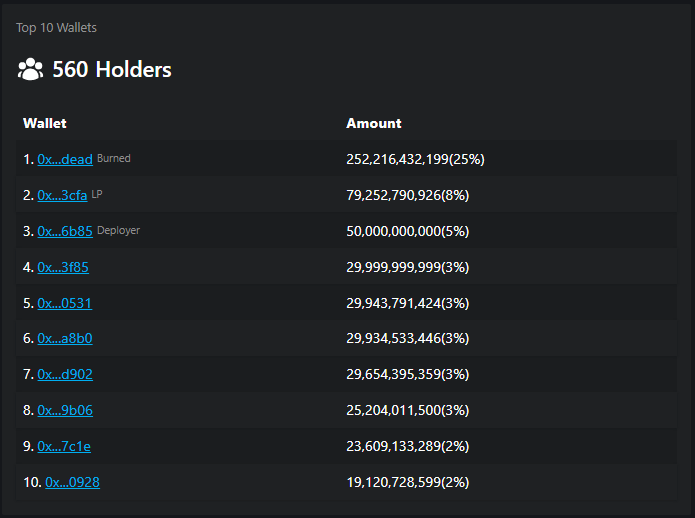 Top 10 Wallets
560 Holders
Wallet Amount
1. 0x...dead Burned 252,216,432,199(25%)
2. 0x...3cfa LP 79,252,790,926(8%)
3. 0x...6b85 Deployer 50,000,000,000(5%)
4. 0x...3f85 29,999,999,999(3%)
5. 0x...0531 29,943,791,424(3%)
6. 0x...a8b0 29,934,533,446(3%)
7. 0x...d902 29,654,395,359(3%)
8. 0x...9b06 25,204,011,500(3%)
9. 0x...7c1e 23,609,133,289(2%)
10. 0x...0928 19,120,728,599(2%)